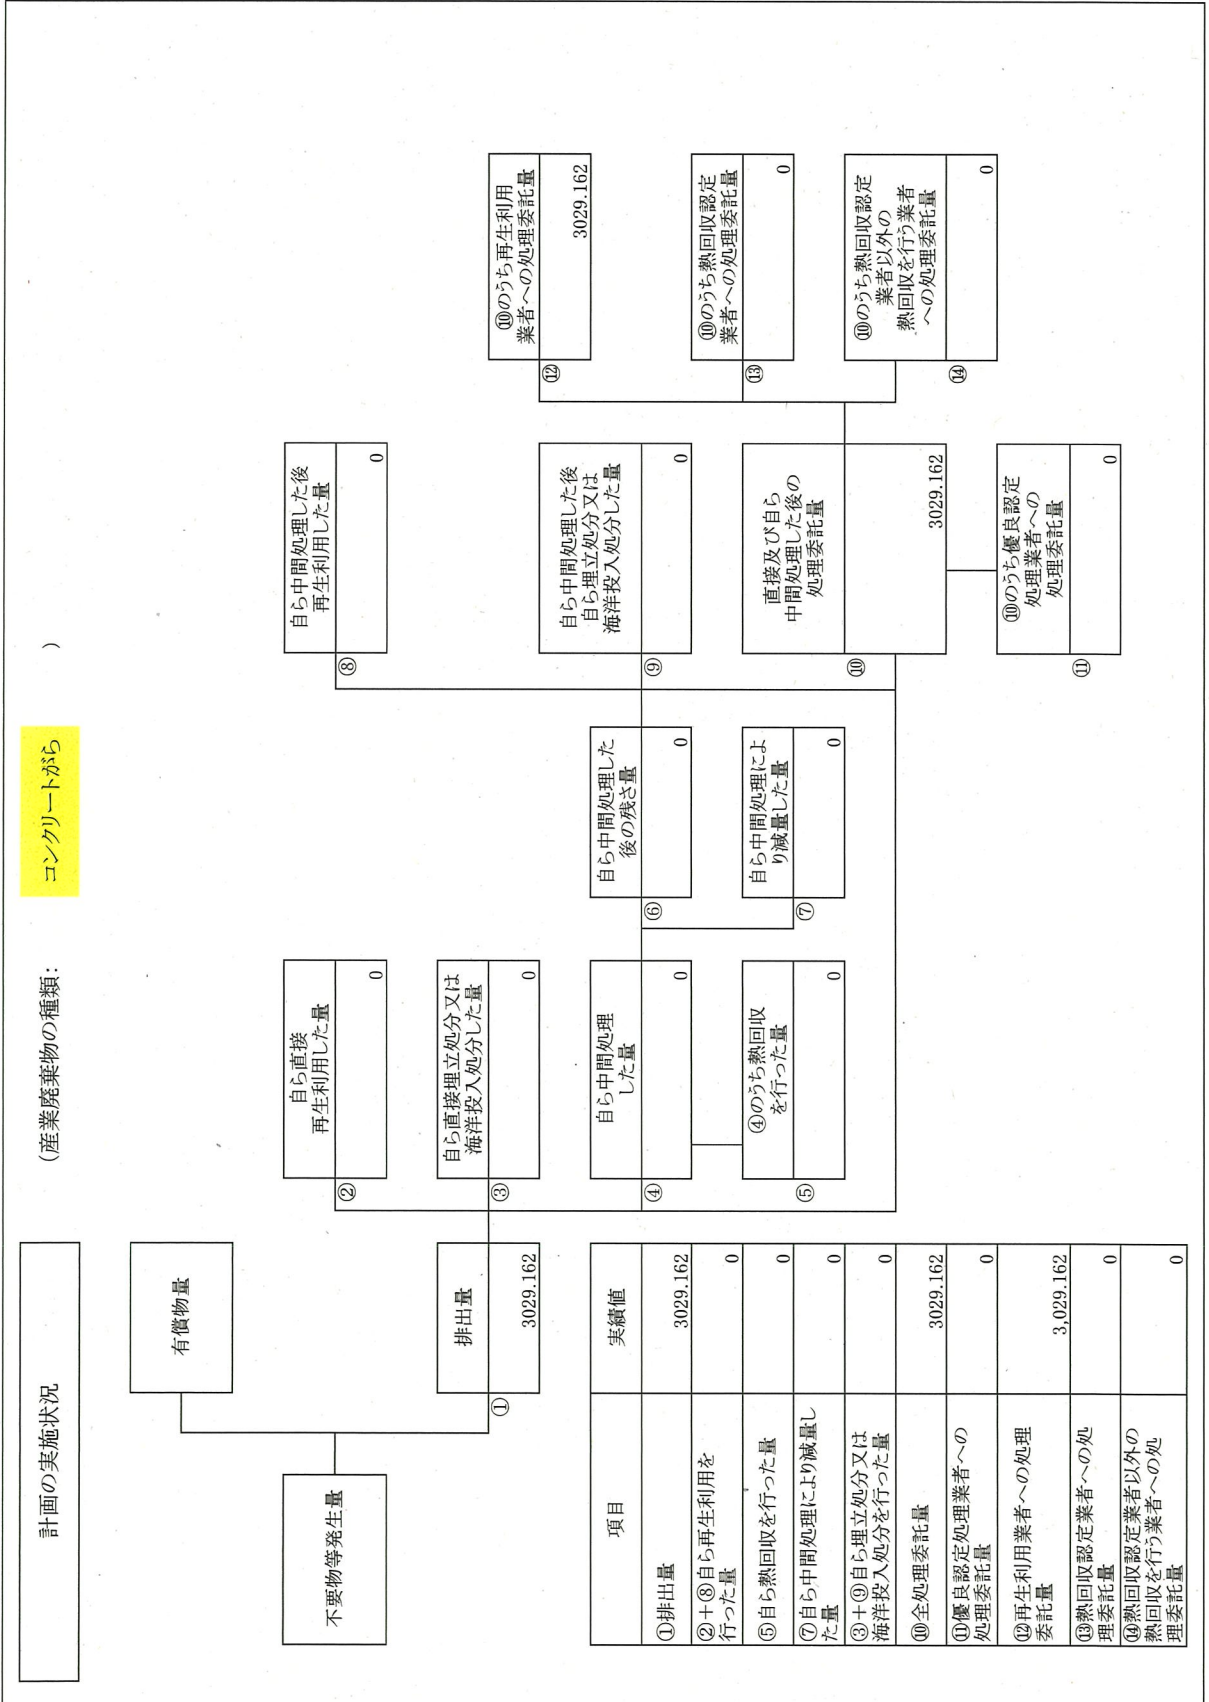 計画の実施状況
(産業廃棄物の種類: コンクリートがら )
不要物等発生量
有償物量
①
排出量
3029.162
②
自ら直接
再生利用した量
0
③
自ら直接埋立処分又は
海洋投入処分した量
0
④
自ら中間処理
した量
0
⑤
④のうち熱回収
を行った量
0
⑥
自ら中間処理した
後の残さ量
0
⑦
自ら中間処理によ
り減量した量
0
⑧
自ら中間処理した後
再生利用した量
0
⑨
自ら中間処理した後
自ら埋立処分又は
海洋投入処分した量
0
⑩
直接及び自ら
中間処理した後の
処理委託量
3029.162
⑪
⑩のうち優良認定
処理業者への
処理委託量
0
⑫
⑩のうち再生利用
業者への処理委託量
3029.162
⑬
⑩のうち熱回収認定
業者への処理委託量
0
⑭
⑩のうち熱回収認定
業者以外の
熱回収を行う業者
への処理委託量
0
項目 実績値
①排出量 3029.162
②+⑧自ら再生利用を
行った量 0
⑤自ら熱回収を行った量 0
⑦自ら中間処理により減量し
た量 0
③+⑨自ら埋立処分又は
海洋投入処分を行った量 0
⑩全処理委託量 3029.162
⑪優良認定処理業者への
処理委託量 0
⑫再生利用業者への処理
委託量 3,029.162
⑬熱回収認定業者への処
理委託量 0
⑭熱回収認定業者以外の
熱回収を行う業者への処
理委託量 0